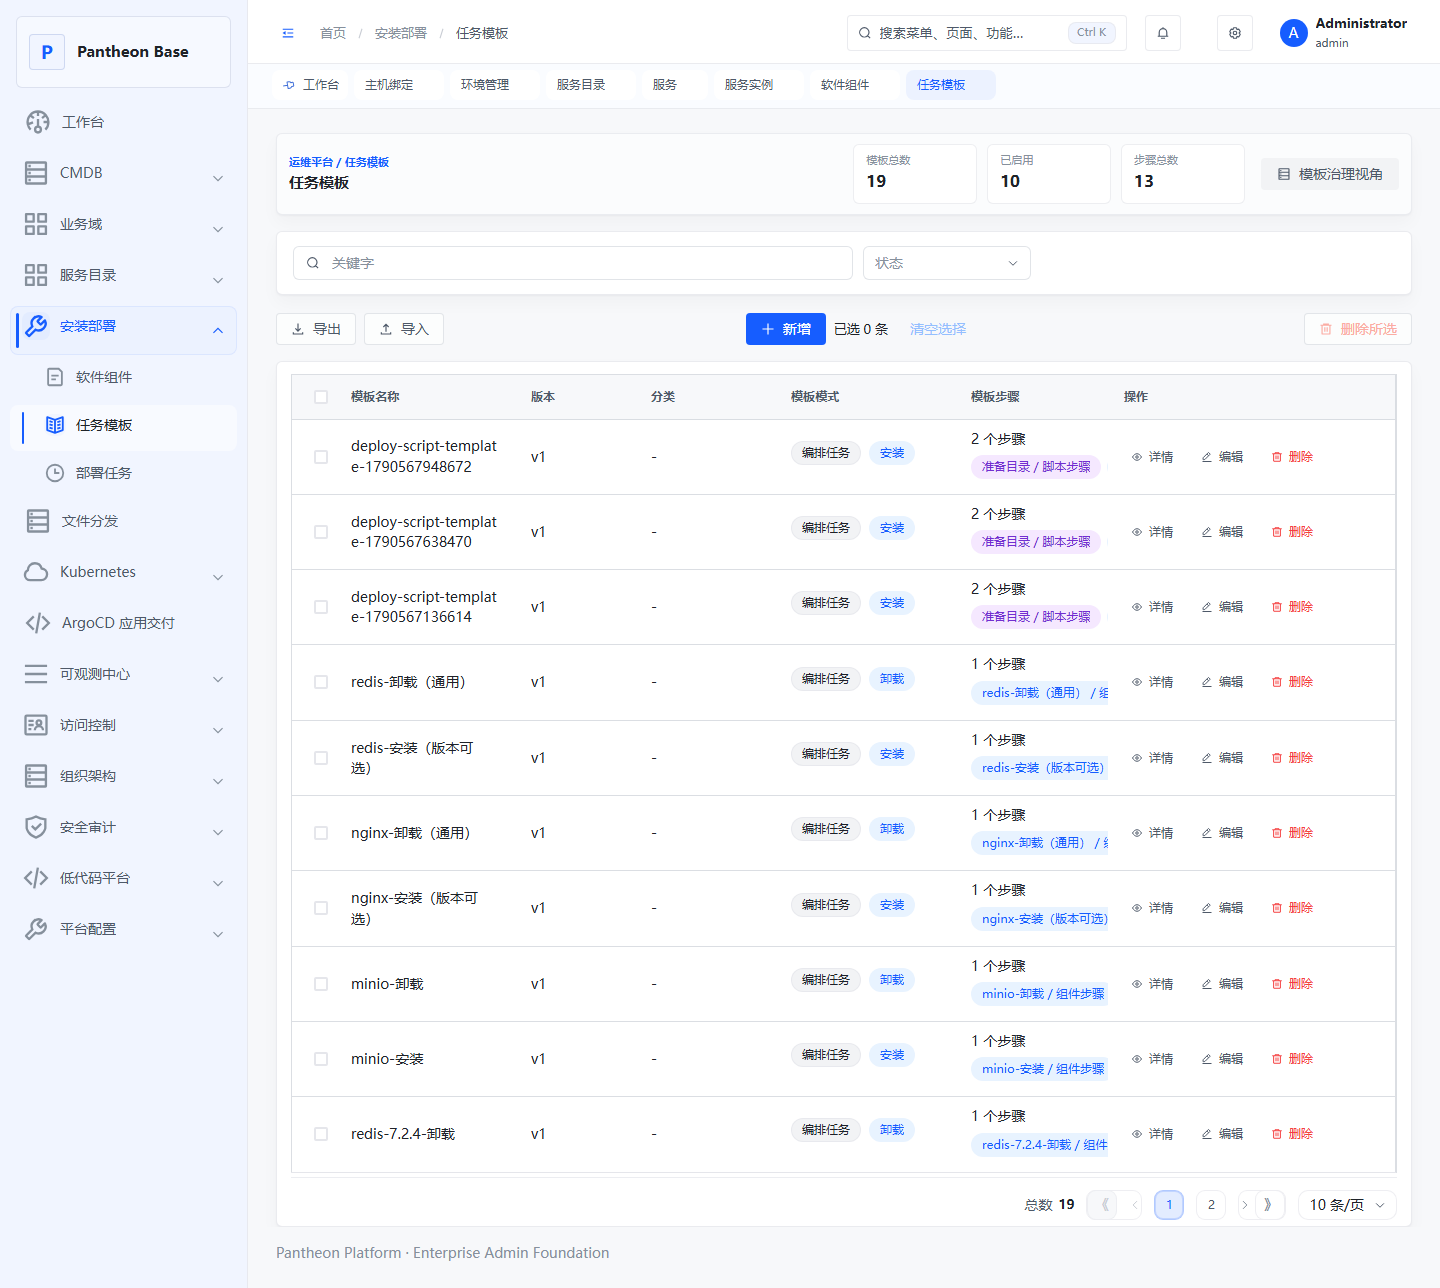 P Pantheon Base
工作台
CMDB
业务域
服务目录
安装部署
软件组件
任务模板
部署任务
文件分发
Kubernetes
ArgoCD 应用交付
可观测中心
访问控制
组织架构
安全审计
低代码平台
平台配置
首页 / 安装部署 / 任务模板
搜索菜单、页面、功能... Ctrl K
A Administrator
admin
工作台 主机绑定 环境管理 服务目录 服务 服务实例 软件组件 任务模板
运维平台 / 任务模板
任务模板
模板总数
19
已启用
10
步骤总数
13
模板治理视角
关键字 状态
导出 导入 新增 已选 0 条 清空选择 删除所选
模板名称 版本 分类 模板模式 模板步骤 操作
deploy-script-templat
e-1790567948672
v1 - 编排任务 安装
2 个步骤
准备目录 / 脚本步骤
详情 编辑 删除
deploy-script-templat
e-1790567638470
v1 - 编排任务 安装
2 个步骤
准备目录 / 脚本步骤
详情 编辑 删除
deploy-script-templat
e-1790567136614
v1 - 编排任务 安装
2 个步骤
准备目录 / 脚本步骤
详情 编辑 删除
redis-卸载（通用） v1 - 编排任务 卸载
1 个步骤
redis-卸载（通用） / 组
详情 编辑 删除
redis-安装（版本可
选）
v1 - 编排任务 安装
1 个步骤
redis-安装（版本可选）
详情 编辑 删除
nginx-卸载（通用） v1 - 编排任务 卸载
1 个步骤
nginx-卸载（通用） /
详情 编辑 删除
nginx-安装（版本可
选）
v1 - 编排任务 安装
1 个步骤
nginx-安装（版本可选）
详情 编辑 删除
minio-卸载 v1 - 编排任务 卸载
1 个步骤
minio-卸载 / 组件步骤
详情 编辑 删除
minio-安装 v1 - 编排任务 安装
1 个步骤
minio-安装 / 组件步骤
详情 编辑 删除
redis-7.2.4-卸载 v1 - 编排任务 卸载
1 个步骤
redis-7.2.4-卸载 / 组件
详情 编辑 删除
总数 19 《 ‹ 1 2 › 》 10 条/页
Pantheon Platform · Enterprise Admin Foundation